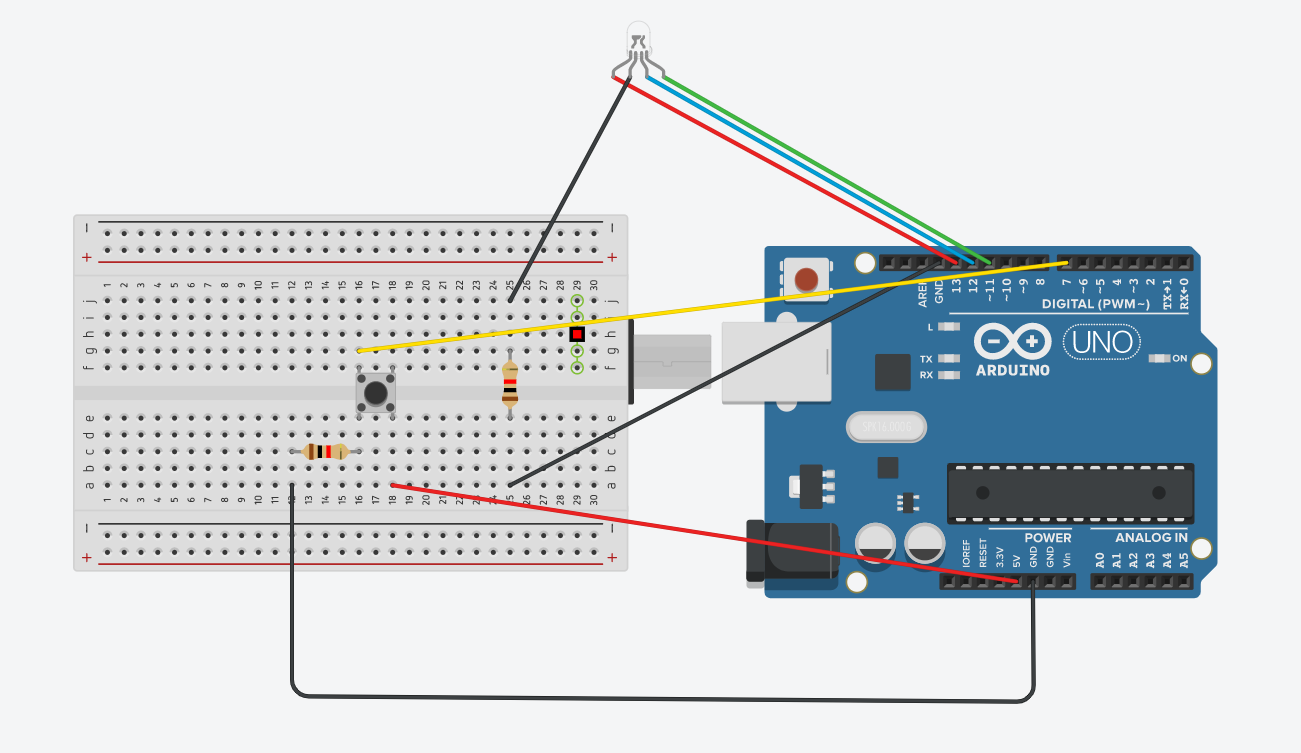 − −
+ +
1 2 3 4 5 6 7 8 9 10 11 12 13 14 15 16 17 18 19 20 21 22 23 24 25 26 27 28 29 30
j j
i i
h h
g g
f f
e e
d d
c c
b b
a a
1 2 3 4 5 6 7 8 9 10 11 12 13 14 15 16 17 18 19 20 21 22 23 24 25 26 27 28 29 30
− −
+ +
AREF GND 13 12 ~11 ~10 ~9 8 7 ~6 ~5 4 ~3 2 TX→1 RX←0
DIGITAL (PWM~)
L
TX
RX
UNO
ARDUINO
ON
POWER
ANALOG IN
IOREF RESET 3.3V 5V GND GND Vin A0 A1 A2 A3 A4 A5